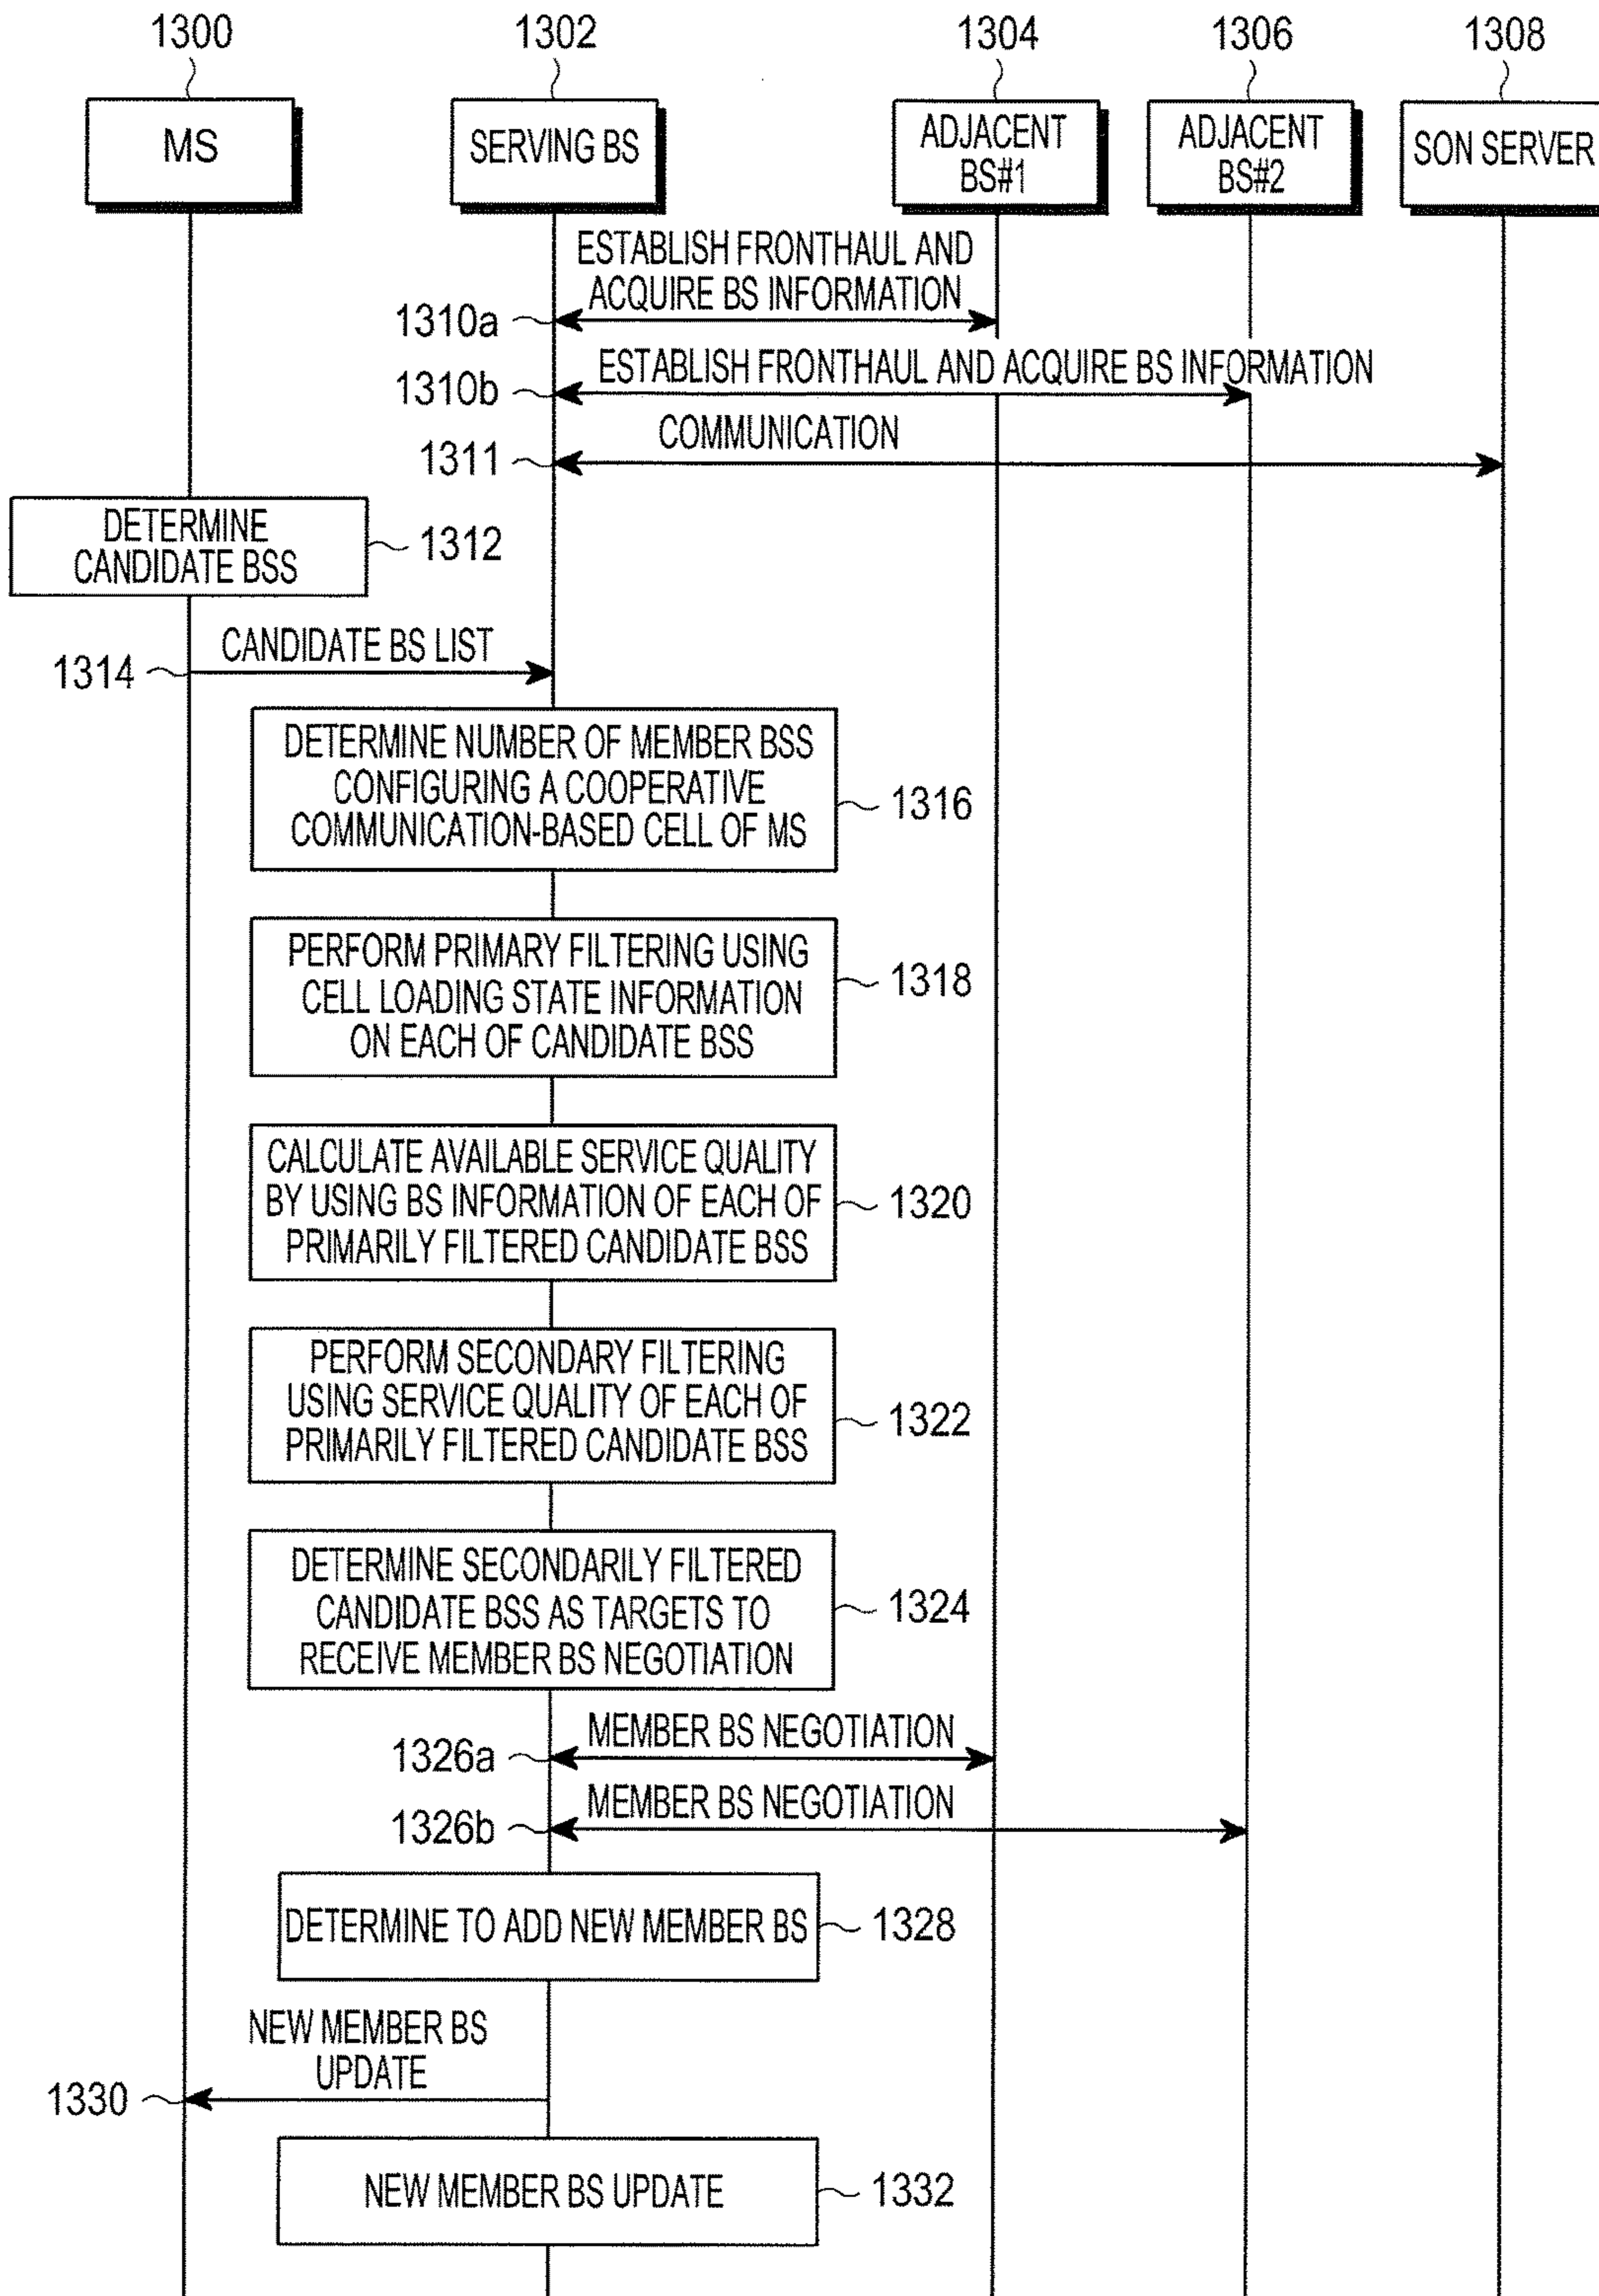 1300
1302
1304
1306
1308
MS
SERVING BS
ADJACENT
BS#1
ADJACENT
BS#2
SON SERVER
ESTABLISH FRONTHAUL AND
ACQUIRE BS INFORMATION
1310a
ESTABLISH FRONTHAUL AND ACQUIRE BS INFORMATION
1310b
COMMUNICATION
1311
DETERMINE
CANDIDATE BSS
1312
CANDIDATE BS LIST
1314
DETERMINE NUMBER OF MEMBER BSS
CONFIGURING A COOPERATIVE
COMMUNICATION-BASED CELL OF MS
1316
PERFORM PRIMARY FILTERING USING
CELL LOADING STATE INFORMATION
ON EACH OF CANDIDATE BSS
1318
CALCULATE AVAILABLE SERVICE QUALITY
BY USING BS INFORMATION OF EACH OF
PRIMARILY FILTERED CANDIDATE BSS
1320
PERFORM SECONDARY FILTERING
USING SERVICE QUALITY OF EACH OF
PRIMARILY FILTERED CANDIDATE BSS
1322
DETERMINE SECONDARILY FILTERED
CANDIDATE BSS AS TARGETS TO
RECEIVE MEMBER BS NEGOTIATION
1324
MEMBER BS NEGOTIATION
1326a
MEMBER BS NEGOTIATION
1326b
DETERMINE TO ADD NEW MEMBER BS
1328
NEW MEMBER BS
UPDATE
1330
NEW MEMBER BS UPDATE
1332